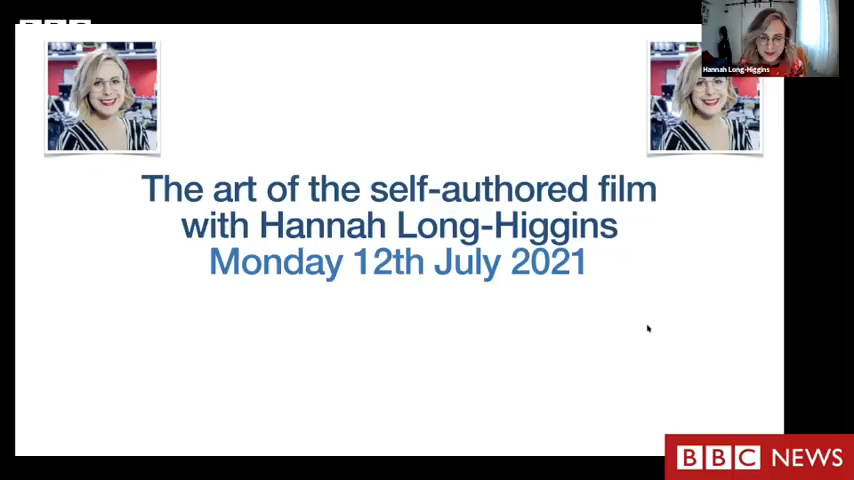 BBC
Hannah Long-Higgins
The art of the self-authored film
with Hannah Long-Higgins
Monday 12th July 2021
BBC NEWS